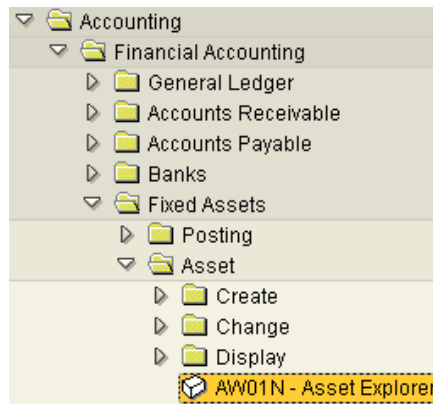 Accounting
Financial Accounting
General Ledger
Accounts Receivable
Accounts Payable
Banks
Fixed Assets
Posting
Asset
Create
Change
Display
AW01N - Asset Explorer